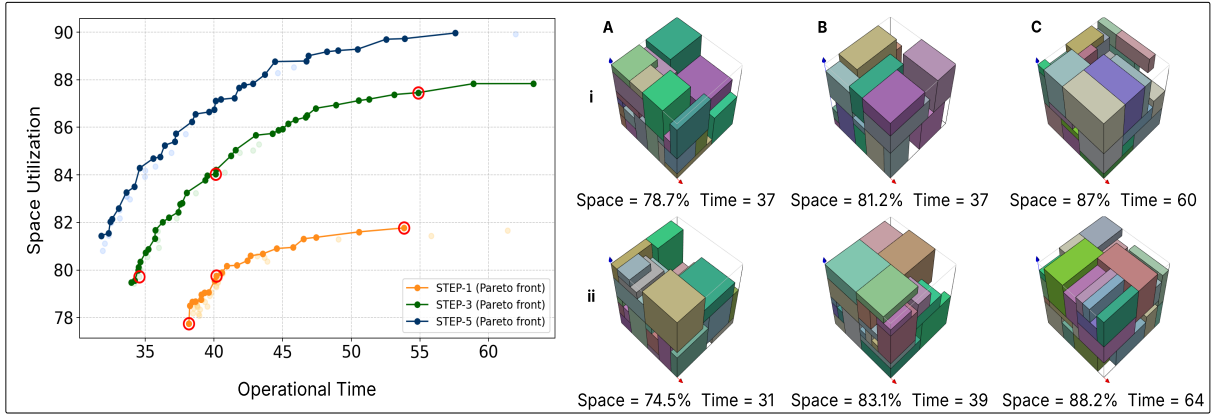 90
88
86
84
82
80
78
Space Utilization
35
40
45
50
55
60
Operational Time
STEP-1 (Pareto front)
STEP-3 (Pareto front)
STEP-5 (Pareto front)
A
B
C
i
Space = 78.7% Time = 37
Space = 81.2% Time = 37
Space = 87% Time = 60
ii
Space = 74.5% Time = 31
Space = 83.1% Time = 39
Space = 88.2% Time = 64